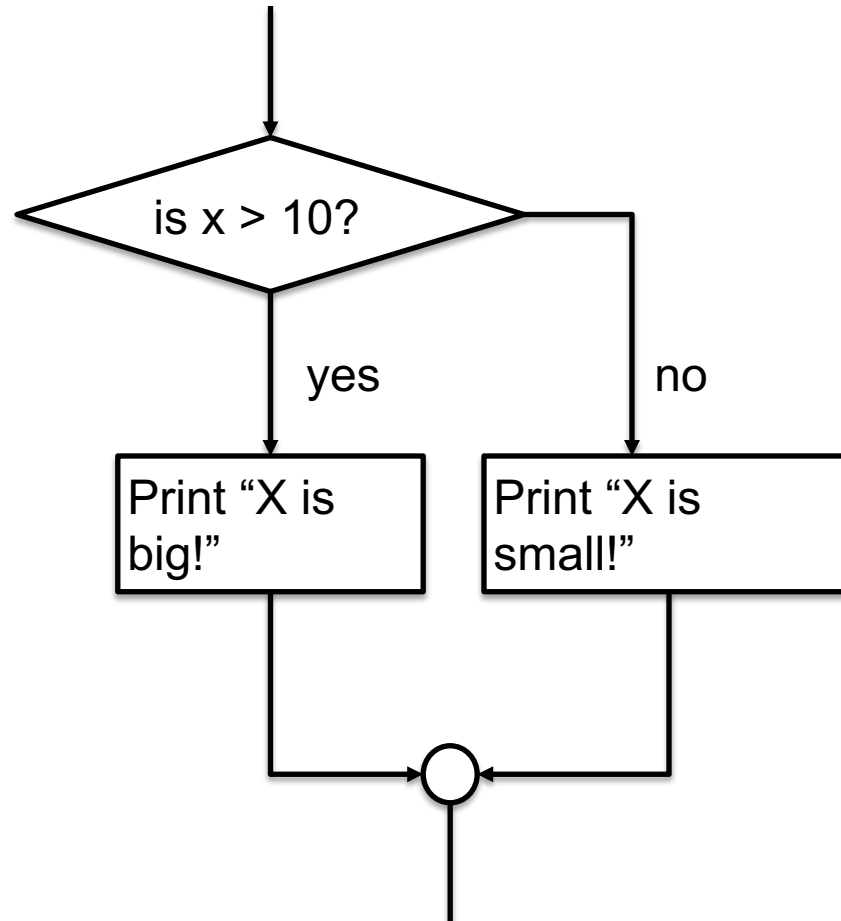 is x > 10?
yes
no
Print “X is
big!”
Print “X is
small!”